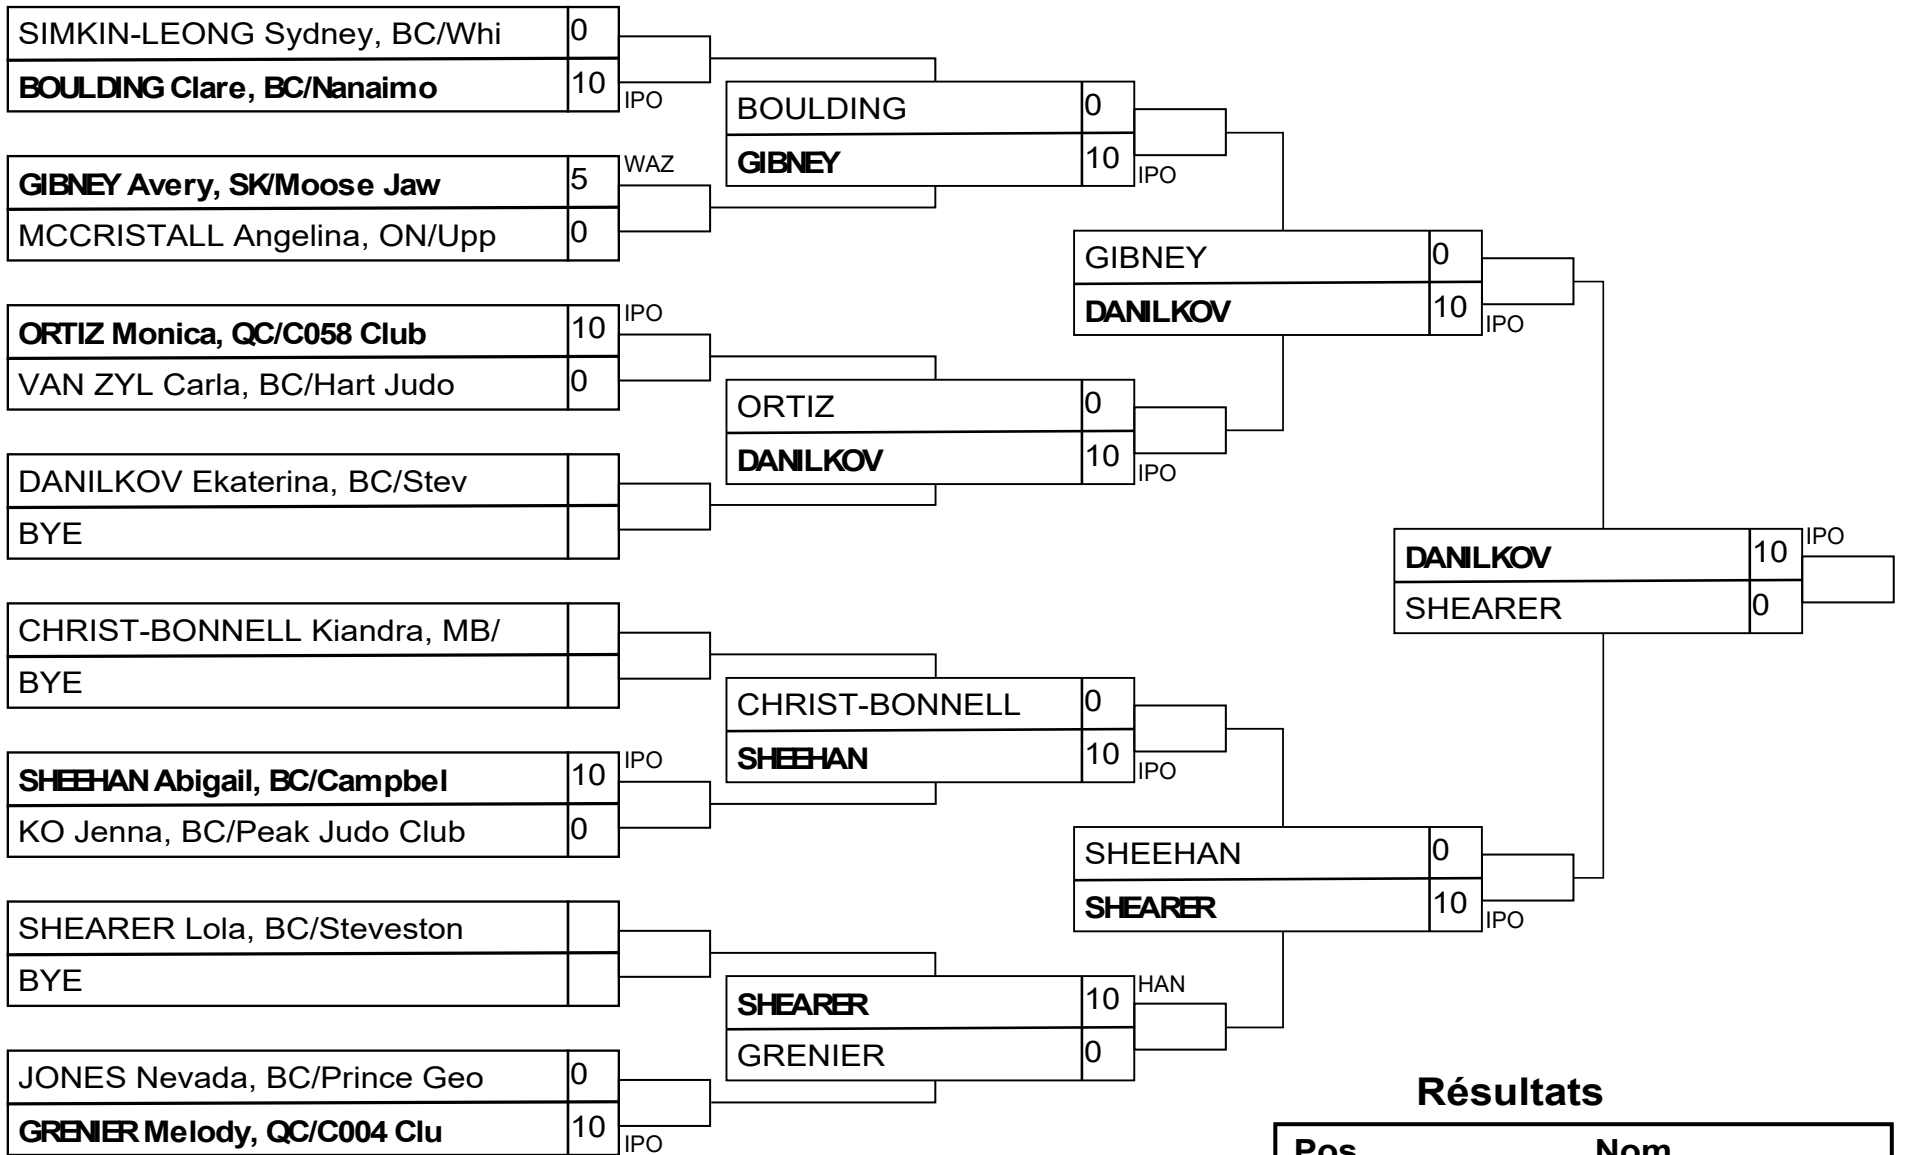 SIMKIN-LEONG Sydney, BC/Whi 0
BOULDING Clare, BC/Nanaimo 10 IPO
GIBNEY Avery, SK/Moose Jaw 5 WAZ
MCCRISTALL Angelina, ON/Upp 0
ORTIZ Monica, QC/C058 Club 10 IPO
VAN ZYL Carla, BC/Hart Judo 0
DANILKOV Ekaterina, BC/Stev
BYE
CHRIST-BONNELL Kiandra, MB/
BYE
SHEEHAN Abigail, BC/Campbel 10 IPO
KO Jenna, BC/Peak Judo Club 0
SHEARER Lola, BC/Steveston
BYE
JONES Nevada, BC/Prince Geo 0
GRENIER Melody, QC/C004 Clu 10 IPO
BOULDING 0
GIBNEY 10 IPO
ORTIZ 0
DANILKOV 10 IPO
CHRIST-BONNELL 0
SHEEHAN 10 IPO
SHEARER 10 HAN
GRENIER 0
GIBNEY 0
DANILKOV 10 IPO
SHEEHAN 0
SHEARER 10 IPO
DANILKOV 10 IPO
SHEARER 0
Résultats
Pos Nom